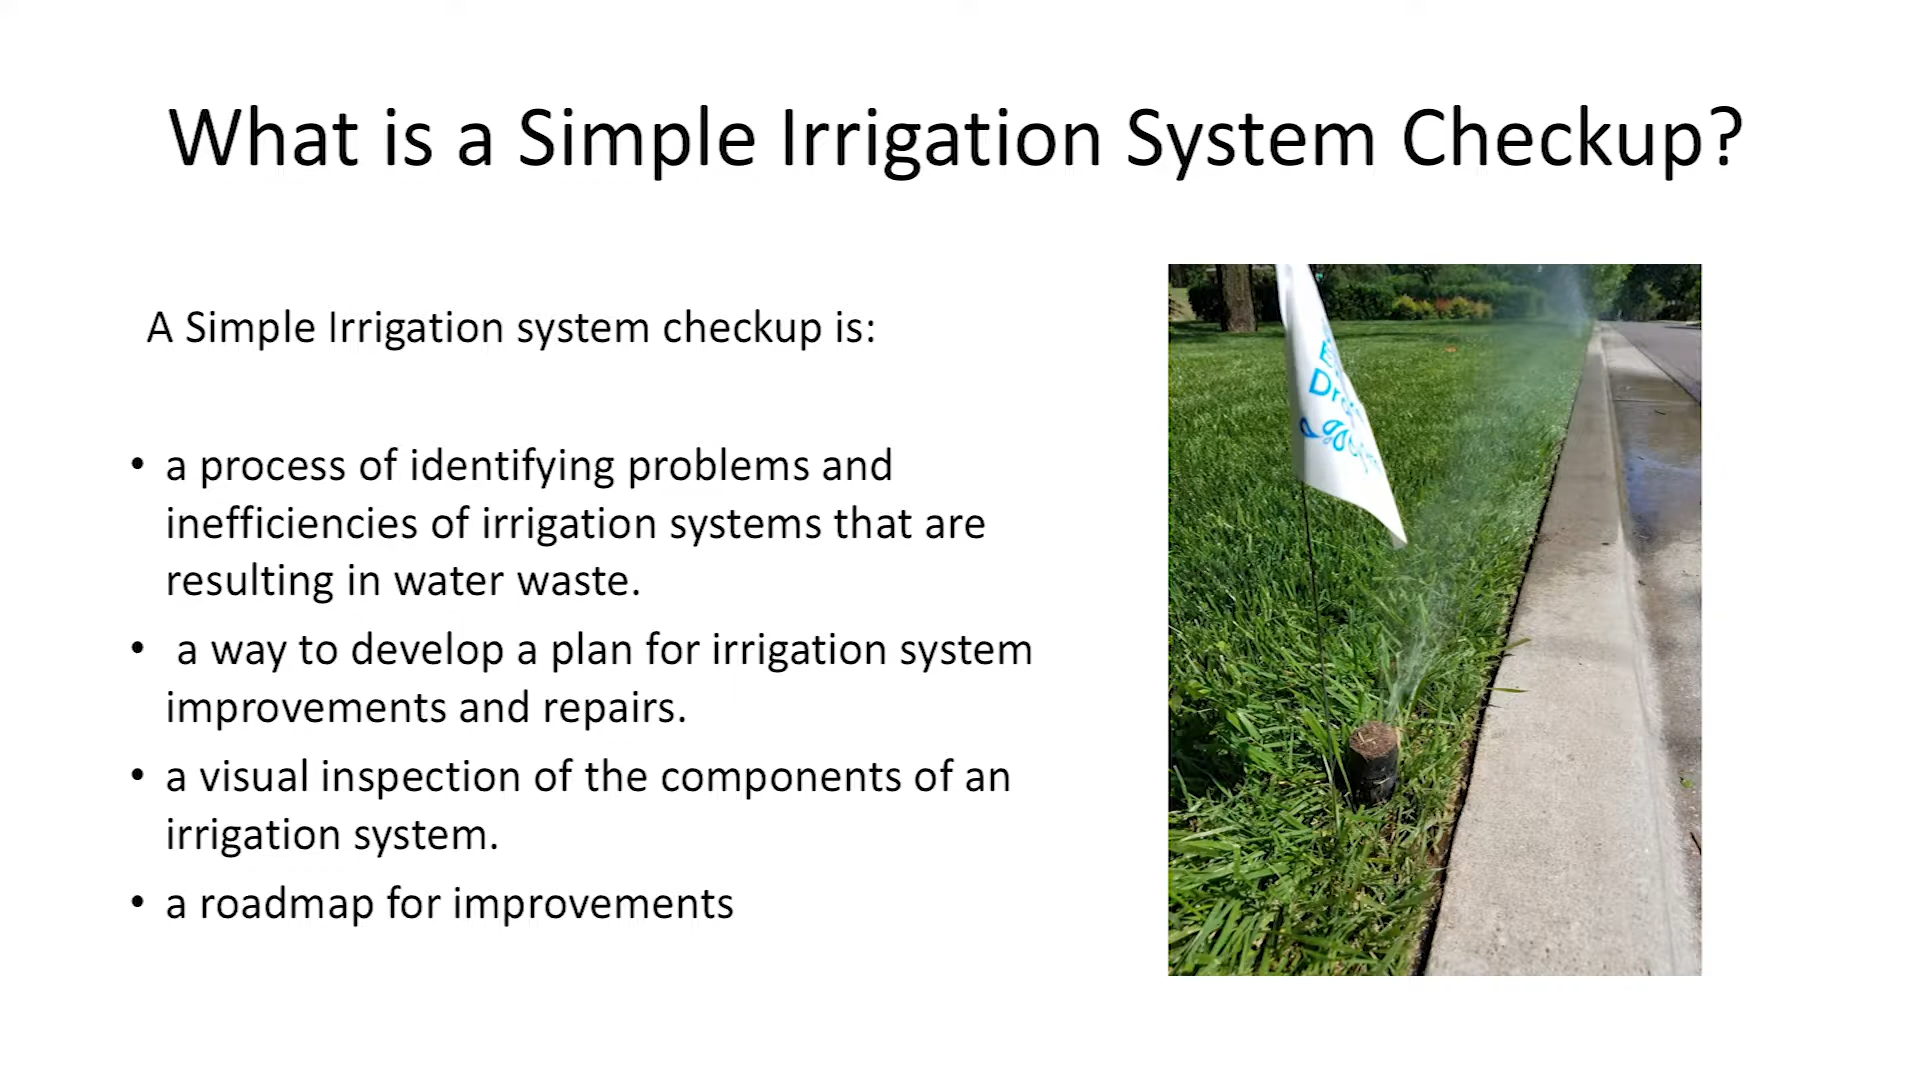 What is a Simple Irrigation System Checkup?
A Simple Irrigation system checkup is:
• a process of identifying problems and
inefficiencies of irrigation systems that are
resulting in water waste.
• a way to develop a plan for irrigation system
improvements and repairs.
• a visual inspection of the components of an
irrigation system.
• a roadmap for improvements